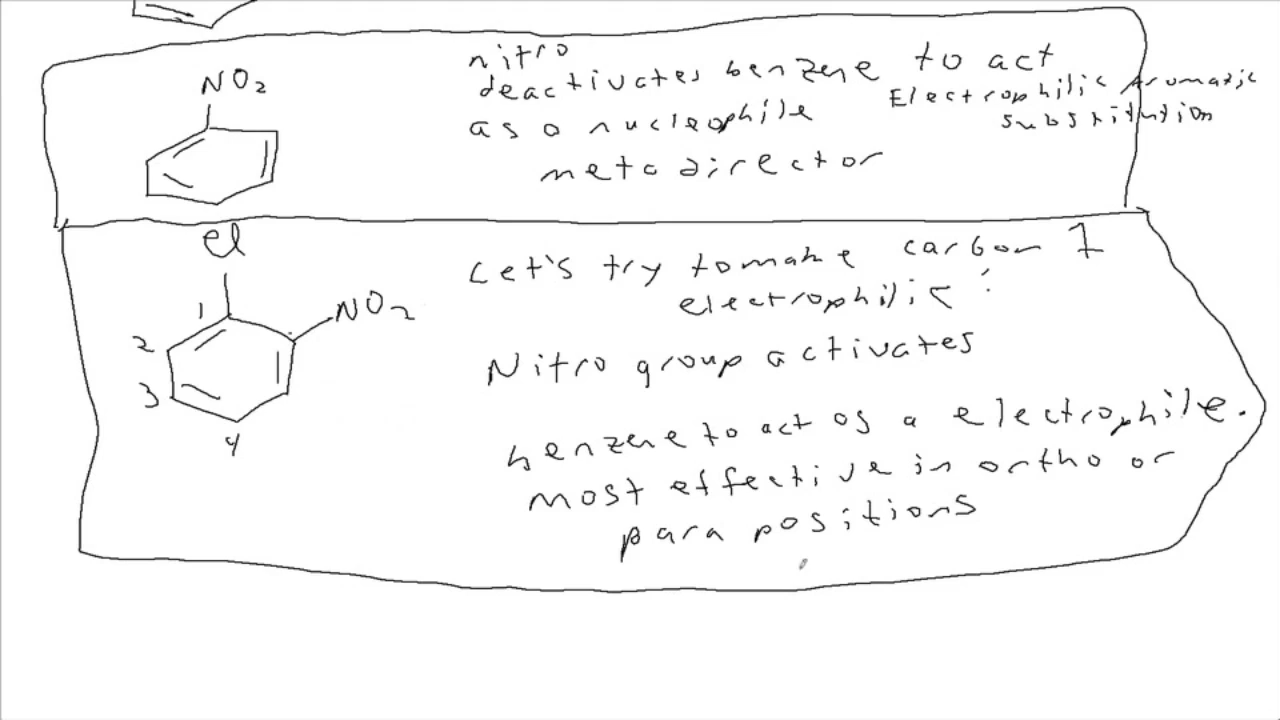 NO2
nitro
deactivates benzene to act
as a nucleophile
Electrophilic Aromatic
Substitution
meta director
Cl
1
2
3
4
NO2
Let's try to make carbon 1
electrophilic!
Nitro group activates
benzene to act as a electrophile.
most effective in ortho or
para positions